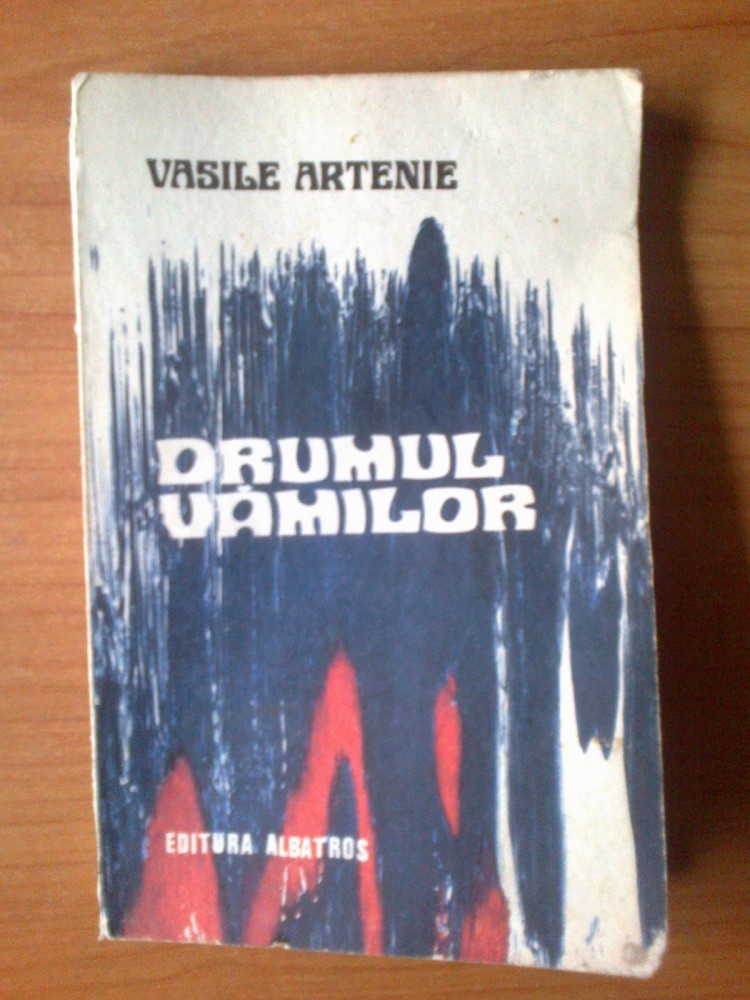 VASILE ARTENIE
DRUMUL
VĂMILOR
EDITURA ALBATROS